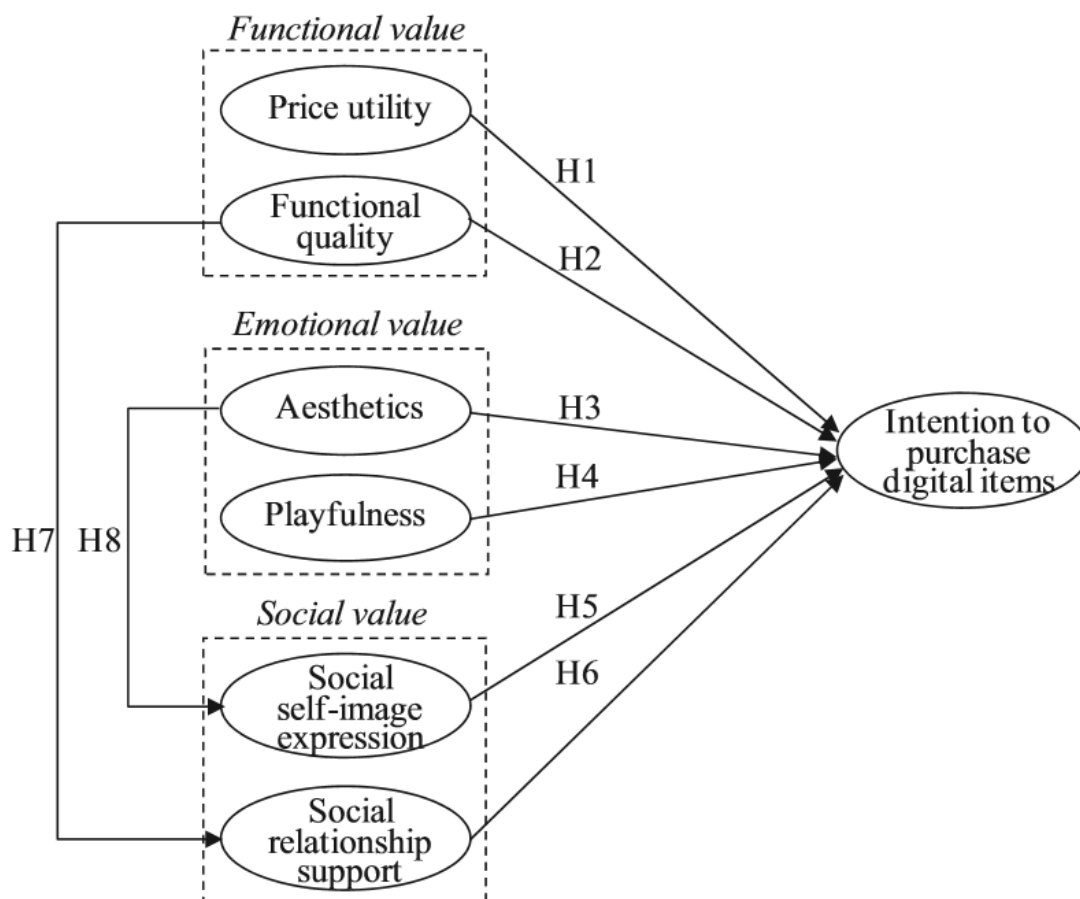 Functional value
Price utility
H1
Functional
quality
H2
Emotional value
Aesthetics
H3
Intention to
purchase
digital items
Playfulness
H4
H7
H8
Social value
H5
Social
self-image
expression
H6
Social
relationship
support